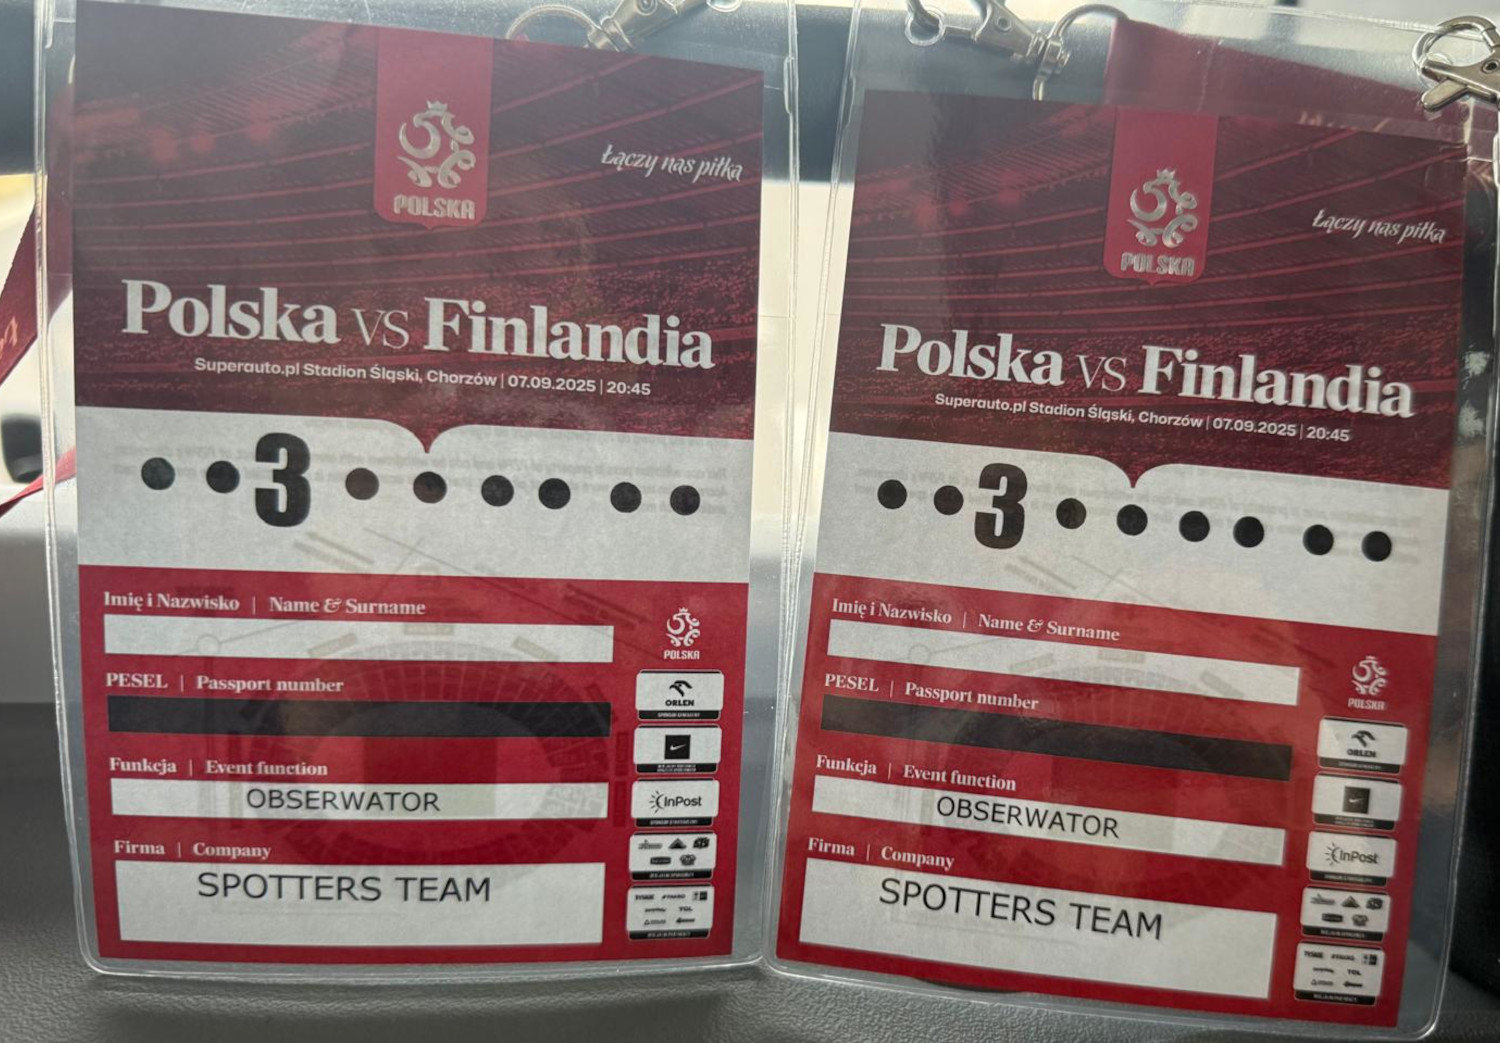 POLSKA
Łączy nas piłka
Polska vs Finlandia
Superauto.pl Stadion Śląski, Chorzów | 07.09.2025 | 20:45
3
Imię i Nazwisko | Name & Surname
POLSKA
PESEL | Passport number
ORLEN
Funkcja | Event function
OBSERWATOR
InPost
Firma | Company
SPOTTERS TEAM
TYSKIE
POLSKA
Łączy nas piłka
Polska vs Finlandia
Superauto.pl Stadion Śląski, Chorzów | 07.09.2025 | 20:45
3
Imię i Nazwisko | Name & Surname
POLSKA
PESEL | Passport number
ORLEN
Funkcja | Event function
OBSERWATOR
InPost
Firma | Company
SPOTTERS TEAM
TYSKIE